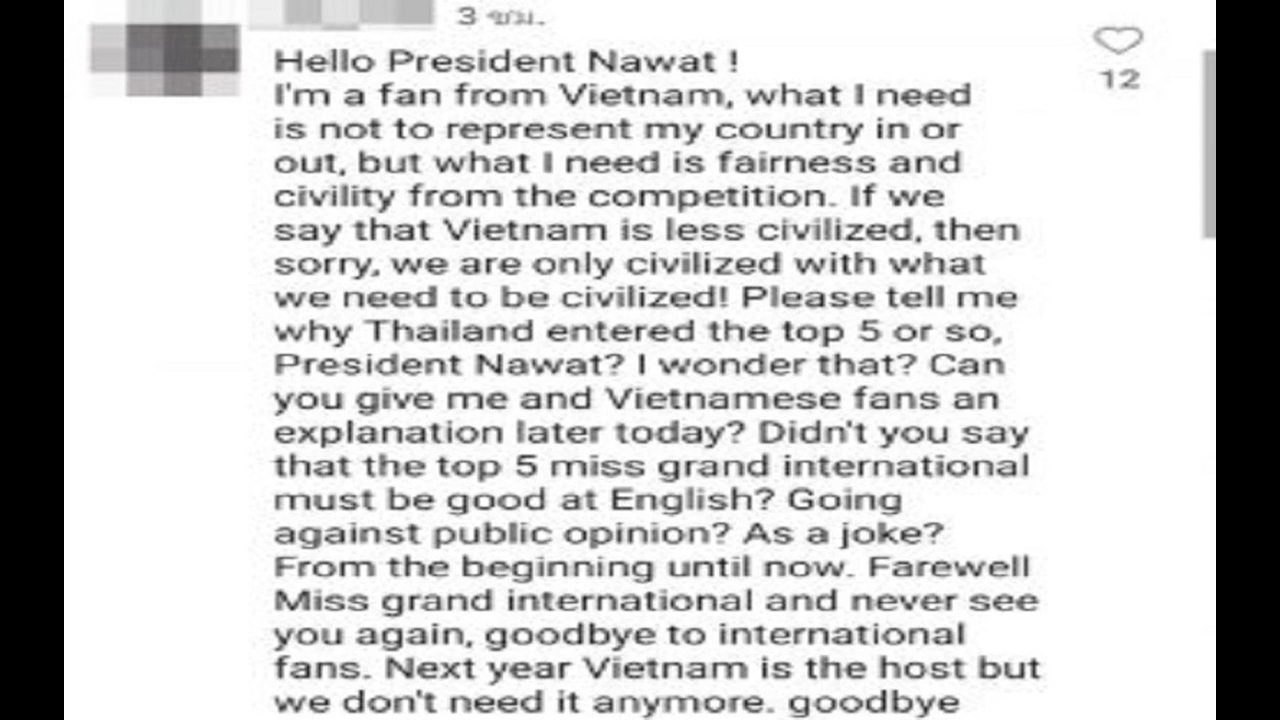 3 ชม.
Hello President Nawat !
12
I'm a fan from Vietnam, what I need
is not to represent my country in or
out, but what I need is fairness and
civility from the competition. If we
say that Vietnam is less civilized, then
sorry, we are only civilized with what
we need to be civilized! Please tell me
why Thailand entered the top 5 or so,
President Nawat? I wonder that? Can
you give me and Vietnamese fans an
explanation later today? Didn't you say
that the top 5 miss grand international
must be good at English? Going
against public opinion? As a joke?
From the beginning until now. Farewell
Miss grand international and never see
you again, goodbye to international
fans. Next year Vietnam is the host but
we don't need it anymore. goodbye